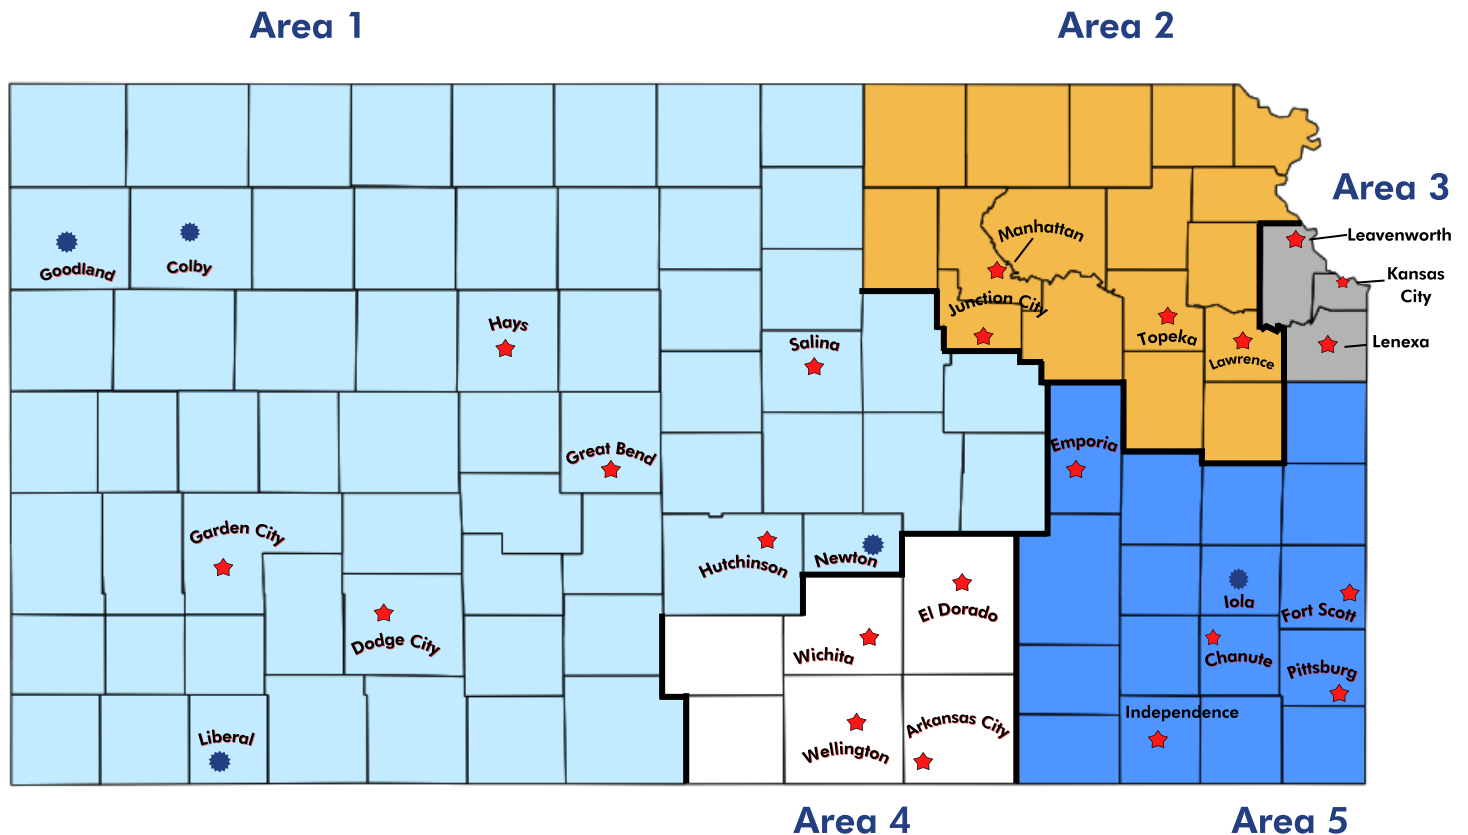 Area 1
Area 2
Area 3
Manhattan
Leavenworth
Goodland
Colby
Kansas
City
Junction City
Hays
Topeka
Salina
Lawrence
Lenexa
Great Bend
Emporia
Garden City
Hutchinson
Newton
El Dorado
Iola
Fort Scott
Dodge City
Wichita
Chanute
Pittsburg
Independence
Liberal
Wellington
Arkansas City
Area 4
Area 5